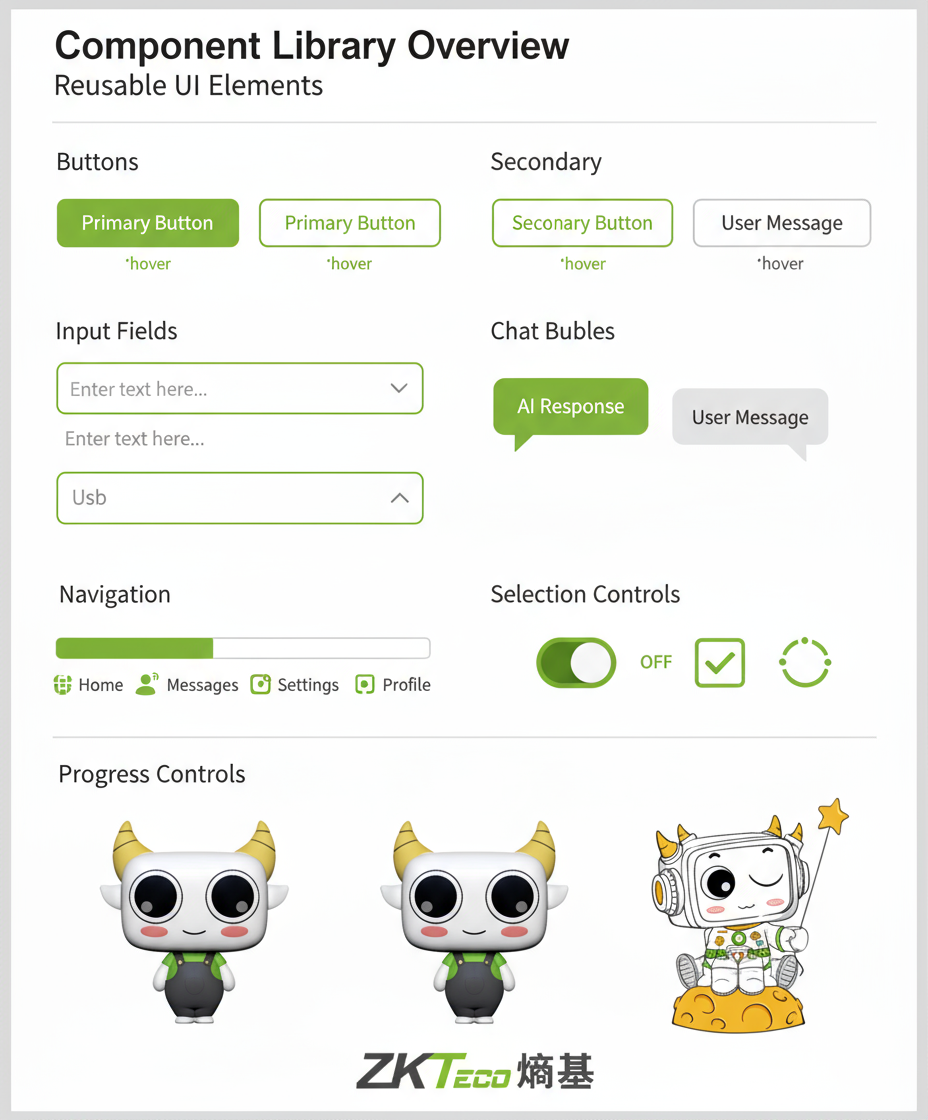 Component Library Overview
Reusable UI Elements
Buttons
Primary Button
Primary Button
*hover
*hover
Secondary
Seconary Button
User Message
*hover
*hover
Input Fields
Enter text here...
Enter text here...
Usb
Chat Bubles
AI Response
User Message
Navigation
Home Messages Settings Profile
Selection Controls
OFF
Progress Controls
ZKTeco 熵基